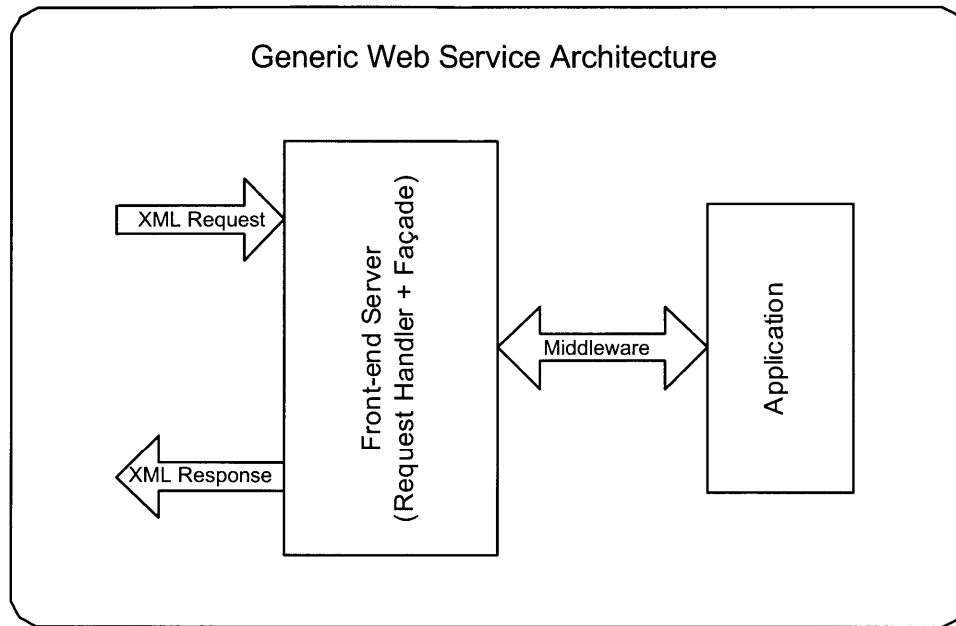 Generic Web Service Architecture
XML Request
Front-end Server
(Request Handler + Façade)
Middleware
Application
XML Response